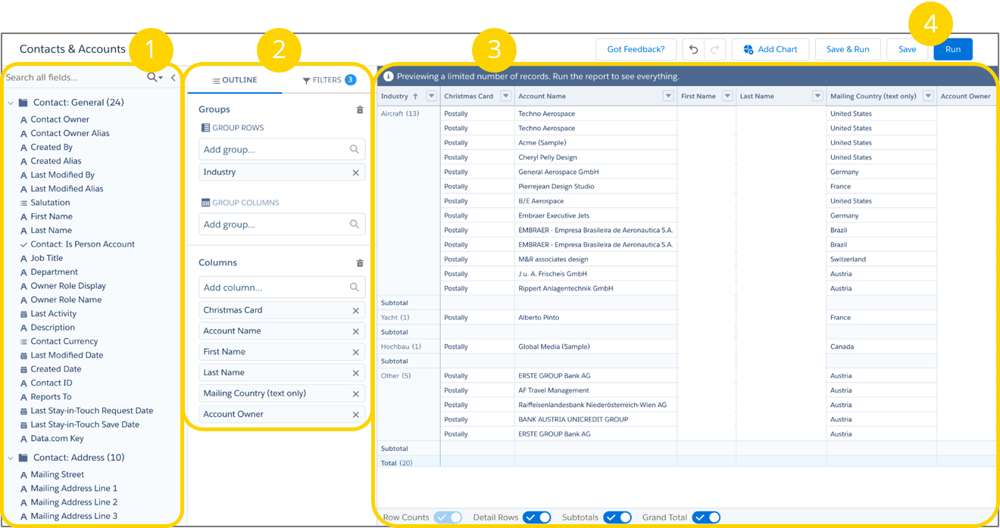 1
2
3
4
Contacts & Accounts
Got Feedback?
Add Chart
Save & Run
Save
Run
Search all fields...
Contact: General (24)
Contact Owner
Contact Owner Alias
Created By
Created Alias
Last Modified By
Last Modified Alias
Salutation
First Name
Last Name
Contact: Is Person Account
Job Title
Department
Owner Role Display
Owner Role Name
Last Activity
Description
Contact Currency
Last Modified Date
Created Date
Contact ID
Reports To
Last Stay-in-Touch Request Date
Last Stay-in-Touch Save Date
Data.com Key
Contact: Address (10)
Mailing Street
Mailing Address Line 1
Mailing Address Line 2
Mailing Address Line 3
OUTLINE
FILTERS 3
Groups
GROUP ROWS
Add group...
Industry
GROUP COLUMNS
Add group...
Columns
Add column...
Christmas Card
Account Name
First Name
Last Name
Mailing Country (text only)
Account Owner
Previewing a limited number of records. Run the report to see everything.
Industry Christmas Card Account Name First Name Last Name Mailing Country (text only) Account Owner
Aircraft (13) Postally Techno Aerospace United States
Postally Techno Aerospace United States
Postally Acme (Sample) United States
Postally Cheryl Pelly Design United States
Postally General Aerospace GmbH Germany
Postally Pierrejean Design Studio France
Postally B/E Aerospace United States
Postally Embraer Executive Jets Germany
Postally EMBRAER - Empresa Brasileira de Aeronautica S.A. Brazil
Postally EMBRAER - Empresa Brasileira de Aeronautica S.A. Brazil
Postally M&R associates design Switzerland
Postally J u. A. Frischeis GmbH Austria
Postally Rippert Anlagentechnik GmbH Austria
Subtotal
Yacht (1) Postally Alberto Pinto France
Subtotal
Hochbau (1) Postally Global Media (Sample) Canada
Subtotal
Other (5) Postally ERSTE GROUP Bank AG Austria
Postally AF Travel Management Austria
Postally Raiffeisenlandesbank Niederösterreich-Wien AG Austria
Postally BANK AUSTRIA UNICREDIT GROUP Austria
Postally ERSTE GROUP Bank AG Austria
Subtotal
Total (20)
Row Counts Detail Rows Subtotals Grand Total